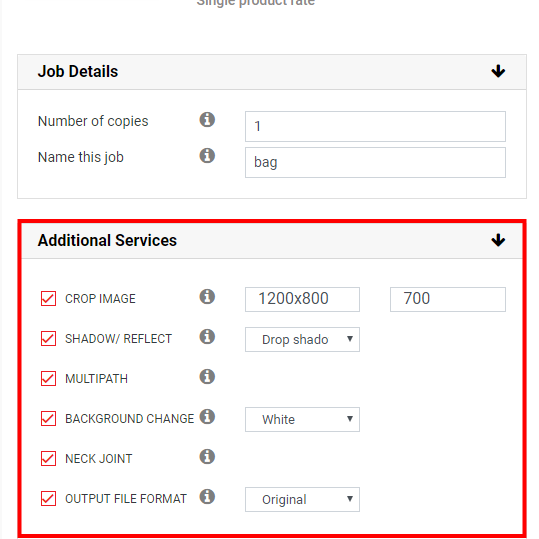 Single product rate
Job Details
Number of copies 1
Name this job bag
Additional Services
CROP IMAGE 1200x800 700
SHADOW/ REFLECT Drop shado
MULTIPATH
BACKGROUND CHANGE White
NECK JOINT
OUTPUT FILE FORMAT Original